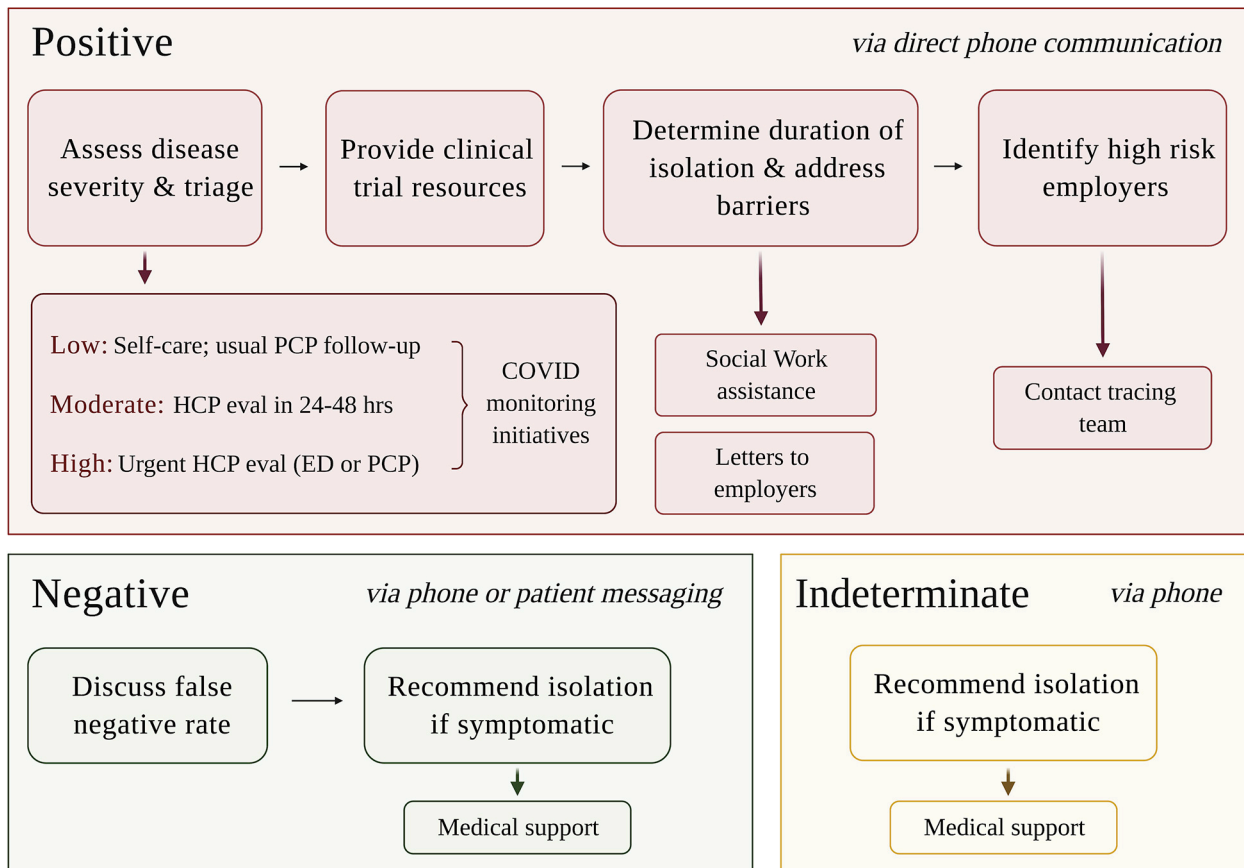 Positive
via direct phone communication
Assess disease
severity & triage
Provide clinical
trial resources
Determine duration of
isolation & address
barriers
Identify high risk
employers
Low: Self-care; usual PCP follow-up
Moderate: HCP eval in 24-48 hrs
High: Urgent HCP eval (ED or PCP)
COVID
monitoring
initiatives
Social Work
assistance
Letters to
employers
Contact tracing
team
Negative
via phone or patient messaging
Discuss false
negative rate
Recommend isolation
if symptomatic
Medical support
Indeterminate
via phone
Recommend isolation
if symptomatic
Medical support